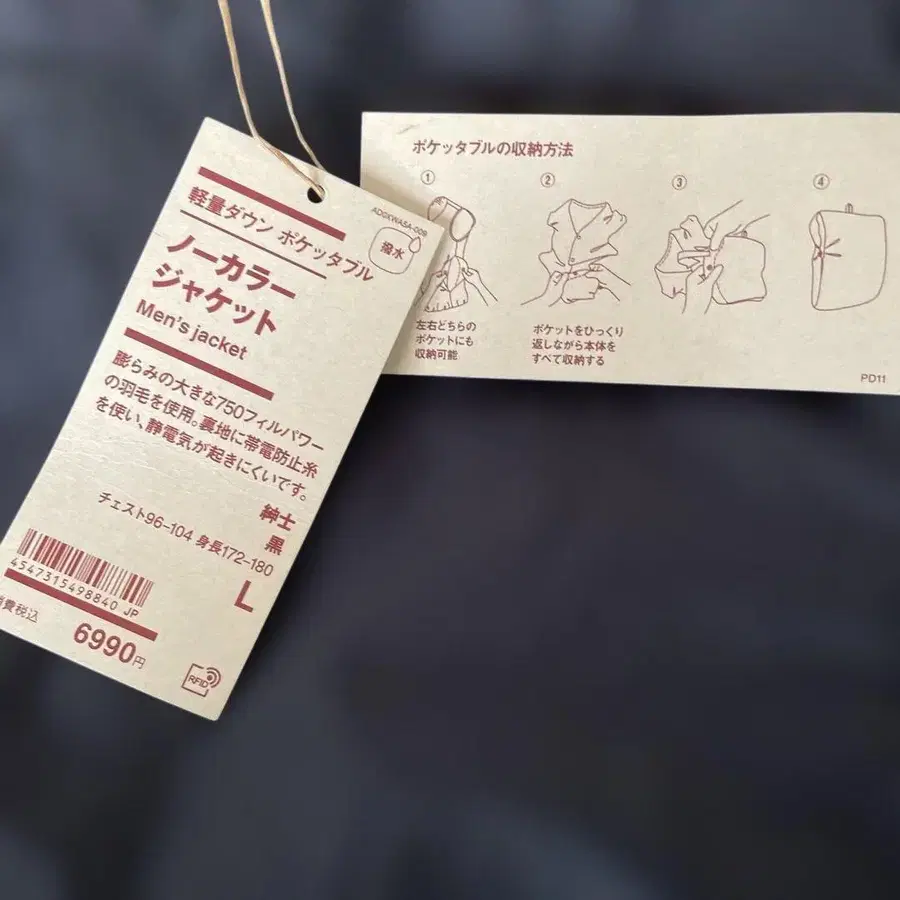 軽量ダウン ポケッタブル
ノーカラー
ジャケット
Men's jacket
撥水
膨らみの大きな750フィルパワー
の羽毛を使用。裏地に帯電防止糸
を使い、静電気が起きにくいです。
紳士
黒
チェスト96-104 身長172-180
L
4547315498840 JP
消費税込
6990円
RFID
ポケッタブルの収納方法
①
②
③
④
左右どちらの
ポケットにも
収納可能
ポケットをひっくり
返しながら本体を
すべて収納する
PD11